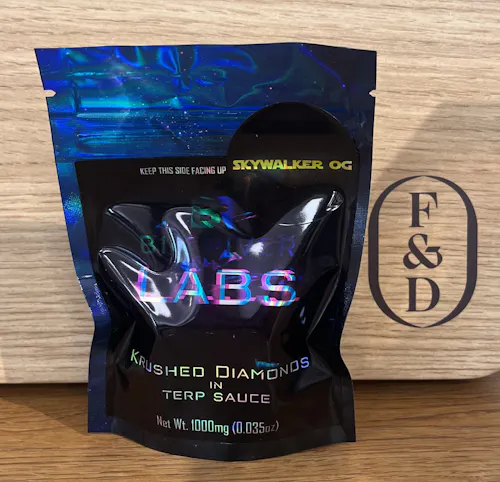 KEEP THIS SIDE FACING UP SKYWALKER OG
LABS
KRUSHED DIAMONDS
IN
TERP SAUCE
Net Wt. 1000mg (0.035oz)
F
&
D